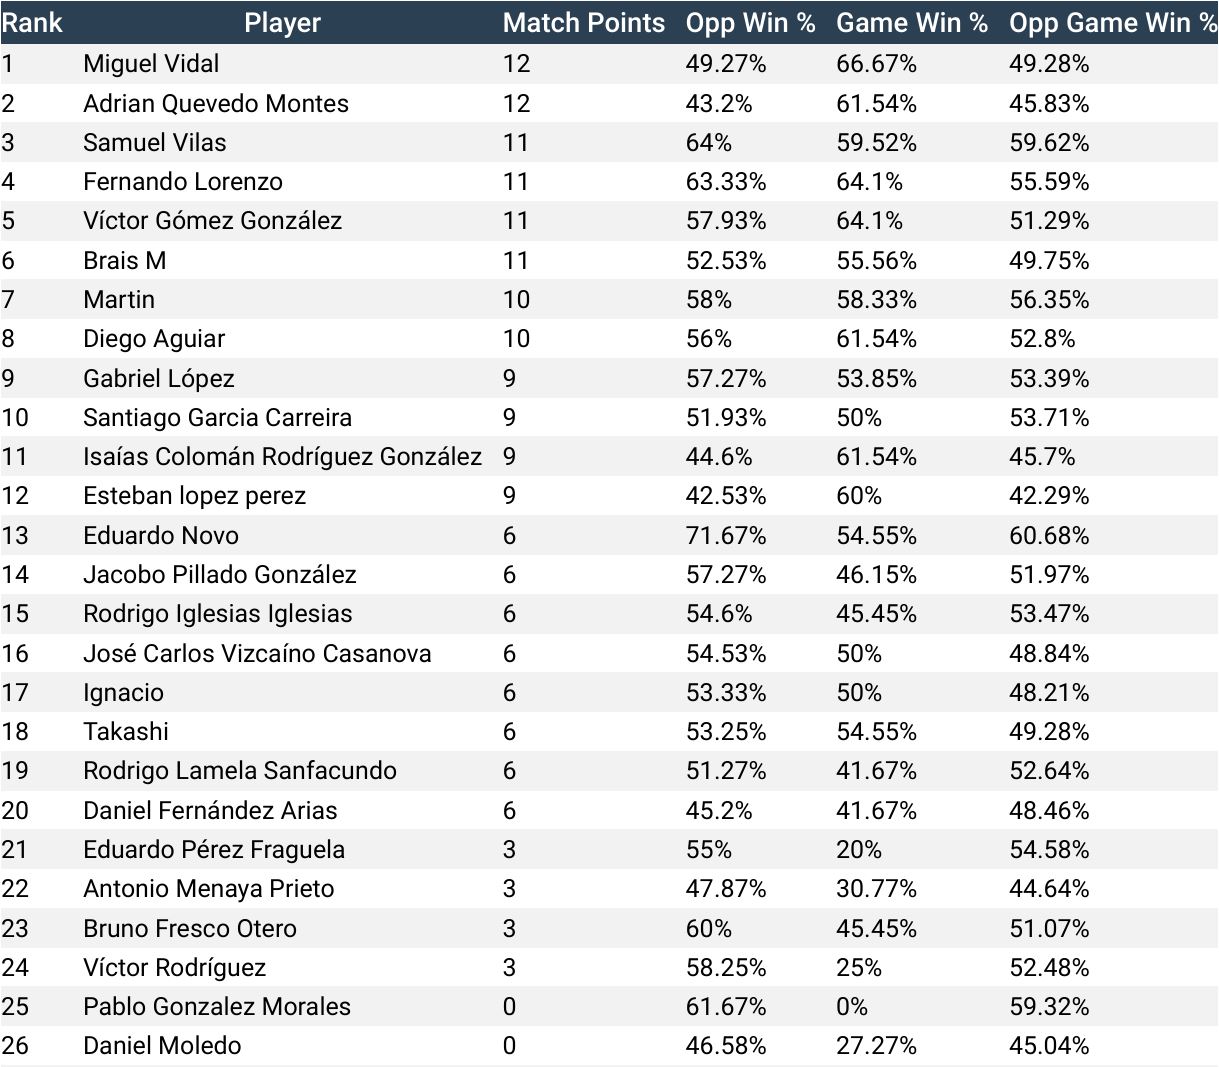 Rank Player Match Points Opp Win % Game Win % Opp Game Win %
1 Miguel Vidal 12 49.27% 66.67% 49.28%
2 Adrian Quevedo Montes 12 43.2% 61.54% 45.83%
3 Samuel Vilas 11 64% 59.52% 59.62%
4 Fernando Lorenzo 11 63.33% 64.1% 55.59%
5 Víctor Gómez González 11 57.93% 64.1% 51.29%
6 Brais M 11 52.53% 55.56% 49.75%
7 Martin 10 58% 58.33% 56.35%
8 Diego Aguiar 10 56% 61.54% 52.8%
9 Gabriel López 9 57.27% 53.85% 53.39%
10 Santiago Garcia Carreira 9 51.93% 50% 53.71%
11 Isaías Colomán Rodríguez González 9 44.6% 61.54% 45.7%
12 Esteban lopez perez 9 42.53% 60% 42.29%
13 Eduardo Novo 6 71.67% 54.55% 60.68%
14 Jacobo Pillado González 6 57.27% 46.15% 51.97%
15 Rodrigo Iglesias Iglesias 6 54.6% 45.45% 53.47%
16 José Carlos Vizcaíno Casanova 6 54.53% 50% 48.84%
17 Ignacio 6 53.33% 50% 48.21%
18 Takashi 6 53.25% 54.55% 49.28%
19 Rodrigo Lamela Sanfacundo 6 51.27% 41.67% 52.64%
20 Daniel Fernández Arias 6 45.2% 41.67% 48.46%
21 Eduardo Pérez Fraguela 3 55% 20% 54.58%
22 Antonio Menaya Prieto 3 47.87% 30.77% 44.64%
23 Bruno Fresco Otero 3 60% 45.45% 51.07%
24 Víctor Rodríguez 3 58.25% 25% 52.48%
25 Pablo Gonzalez Morales 0 61.67% 0% 59.32%
26 Daniel Moledo 0 46.58% 27.27% 45.04%